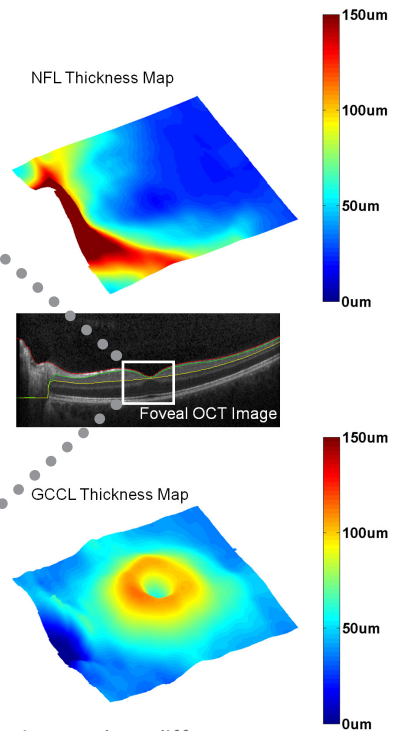 150um
NFL Thickness Map
100um
50um
0um
Foveal OCT Image
150um
GCCL Thickness Map
100um
50um
0um